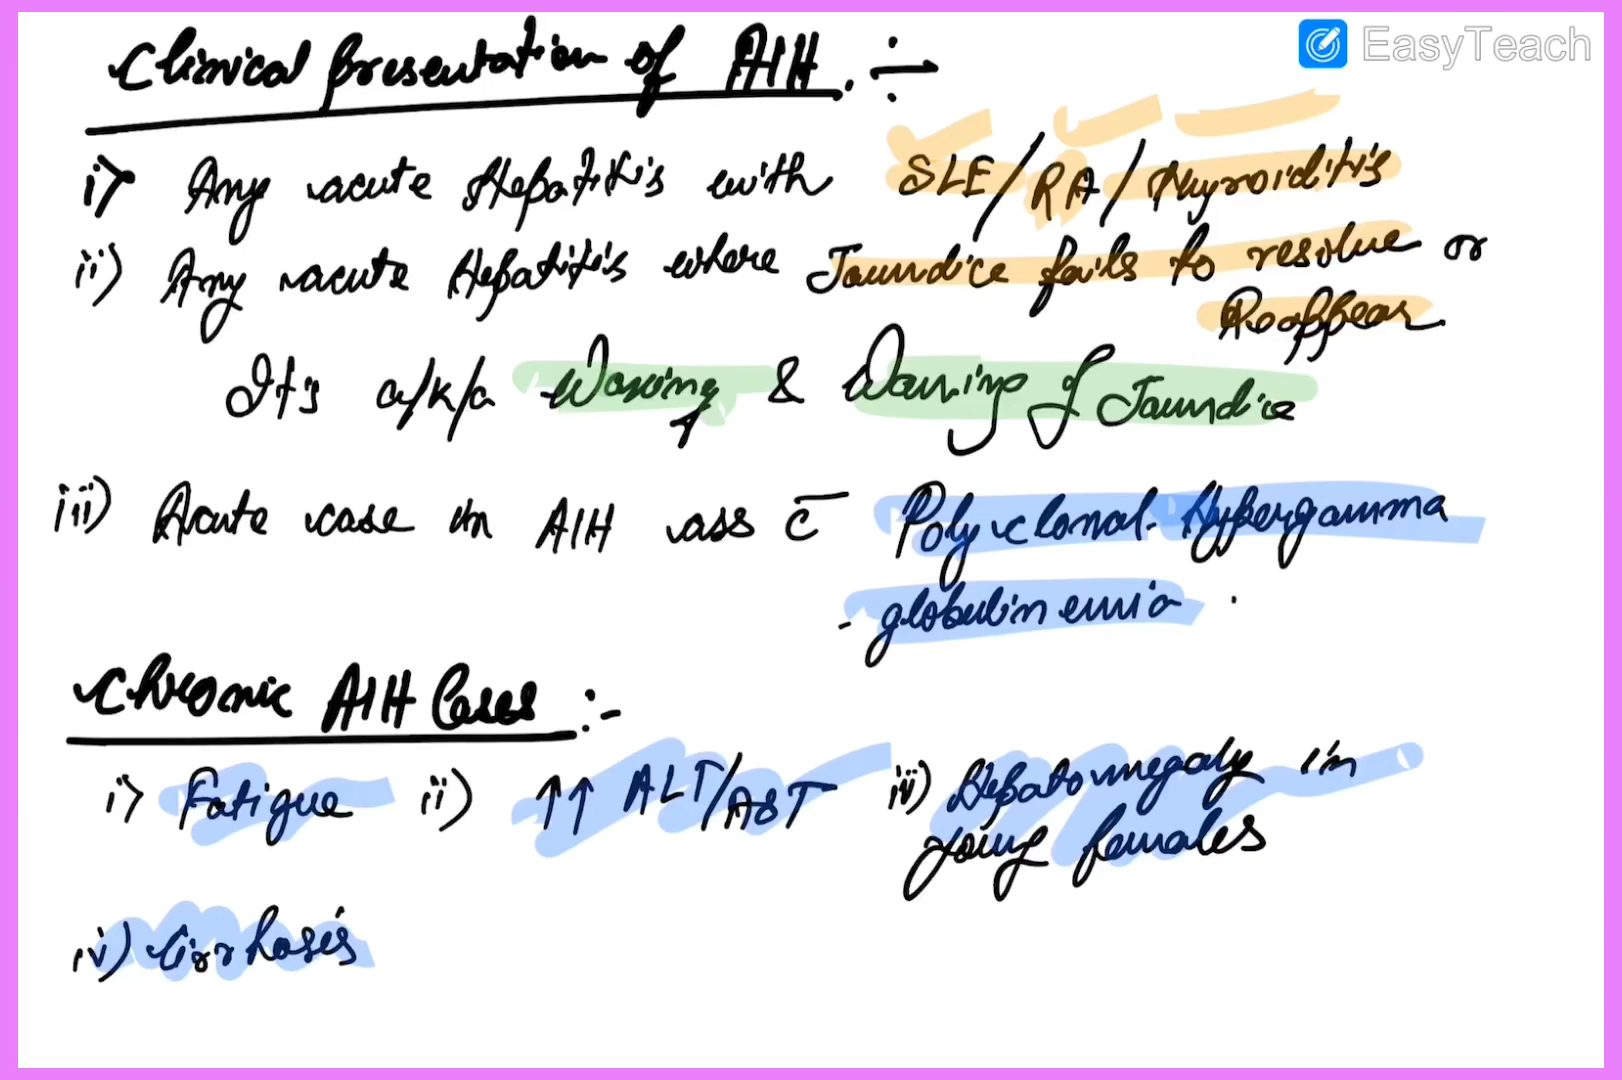 EasyTeach
Clinical presentation of AIH :-
i) Any acute Hepatitis with SLE/RA/thyroiditis
ii) Any acute Hepatitis where Jaundice fails to resolve or
Reappear
It's a/k/a Waxing & Wanning of Jaundice
iii) Acute case in AIH ass c̄ Polyclonal Hypergamma
- globulinemia
Chronic AIH Cases :-
i) Fatigue ii) ↑↑ ALT/AST iii) Hepatomegaly in
young females
iv) Cirrhosis